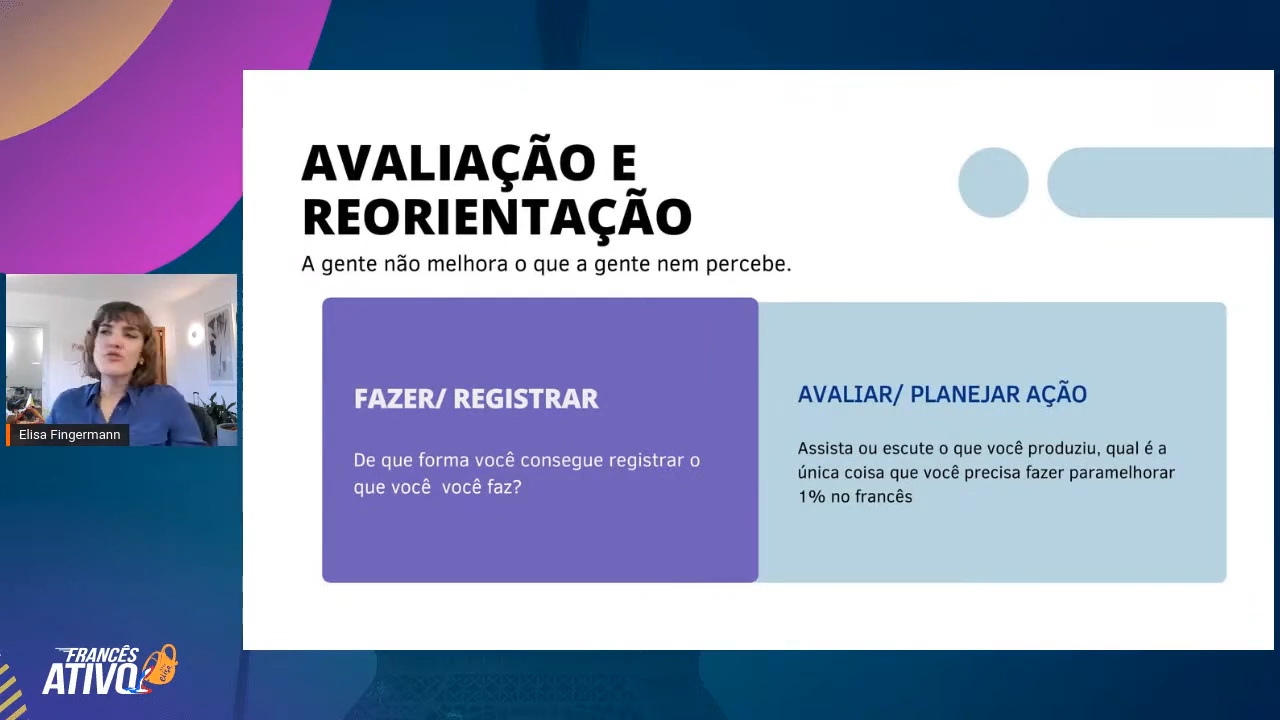 AVALIAÇÃO E
REORIENTAÇÃO
A gente não melhora o que a gente nem percebe.
FAZER/ REGISTRAR
De que forma você consegue registrar o
que você  você faz?
AVALIAR/ PLANEJAR AÇÃO
Assista ou escute o que você produziu, qual é a
única coisa que você precisa fazer paramelhorar
1% no francês
Elisa Fingermann
FRANCÊS
ATIVO
elisa